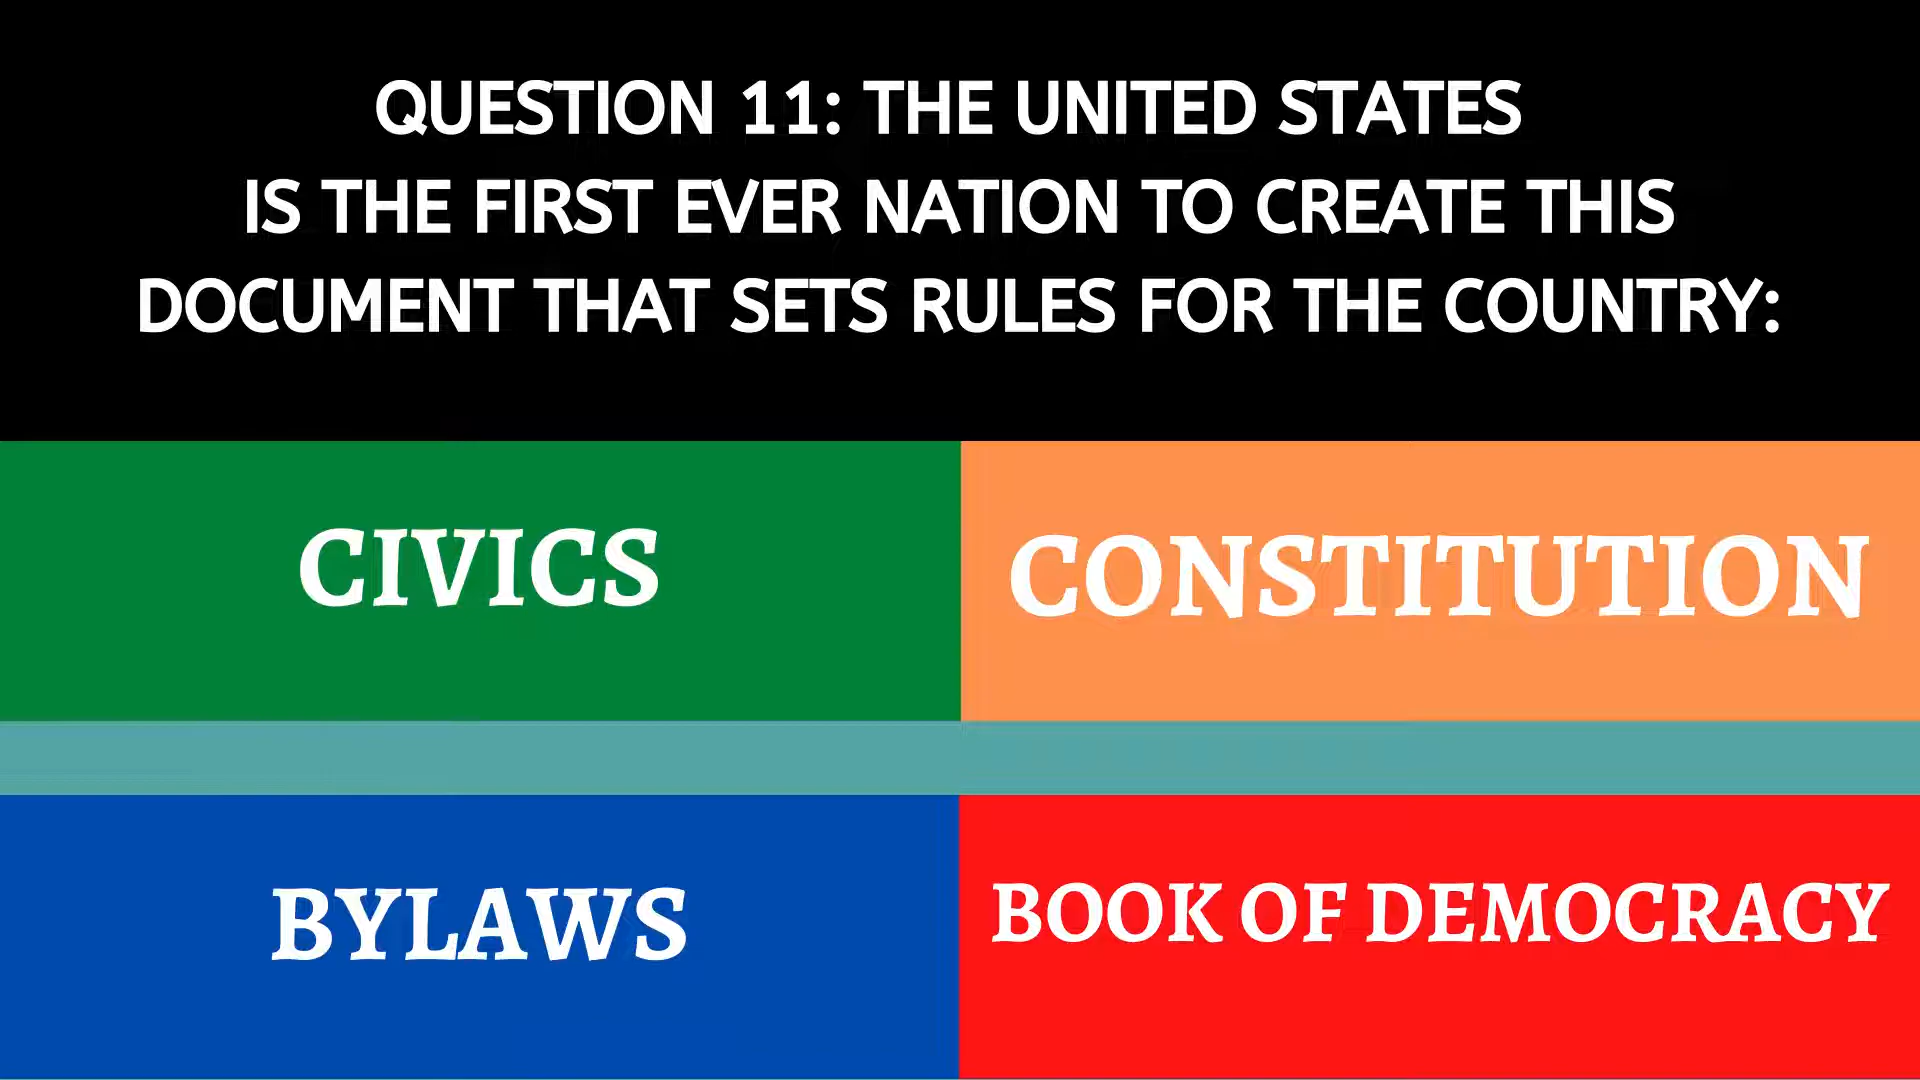 QUESTION 11: THE UNITED STATES
IS THE FIRST EVER NATION TO CREATE THIS
DOCUMENT THAT SETS RULES FOR THE COUNTRY:
CIVICS
CONSTITUTION
BYLAWS
BOOK OF DEMOCRACY